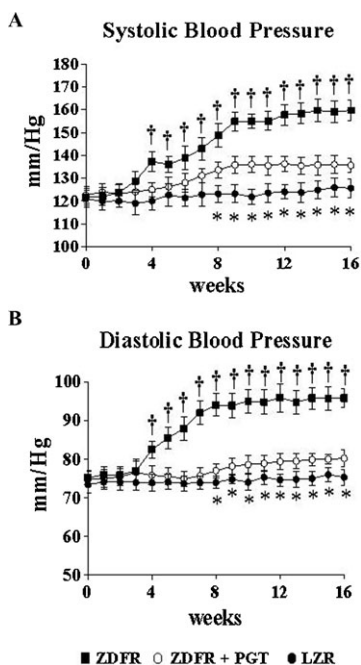 A
Systolic Blood Pressure
mm/Hg
180
170
160
150
140
130
120
110
100
† † † † † † † † † † † † †
* * * * * * * * *
0 4 8 12 16
weeks
B
Diastolic Blood Pressure
mm/Hg
100
90
80
70
60
50
† † † † † † † † † † † † †
* * * * * * * * *
0 4 8 12 16
weeks
ZDFR ZDFR + PGT LZR